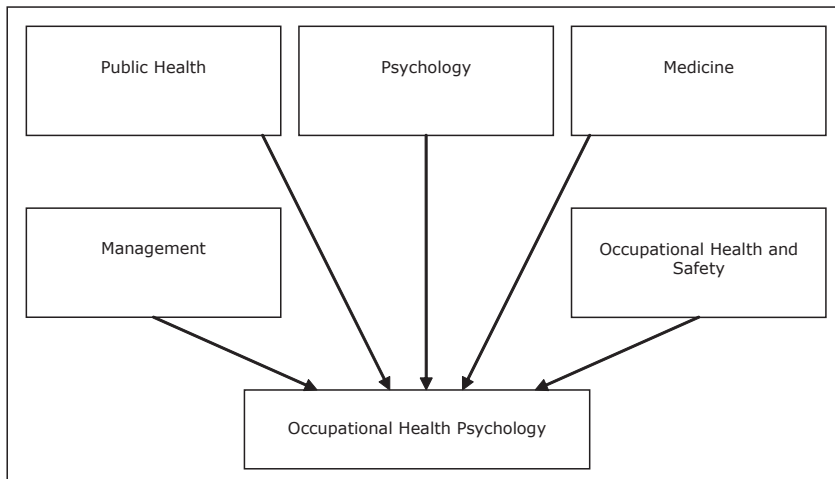 Public Health
Psychology
Medicine
Management
Occupational Health and
Safety
Occupational Health Psychology